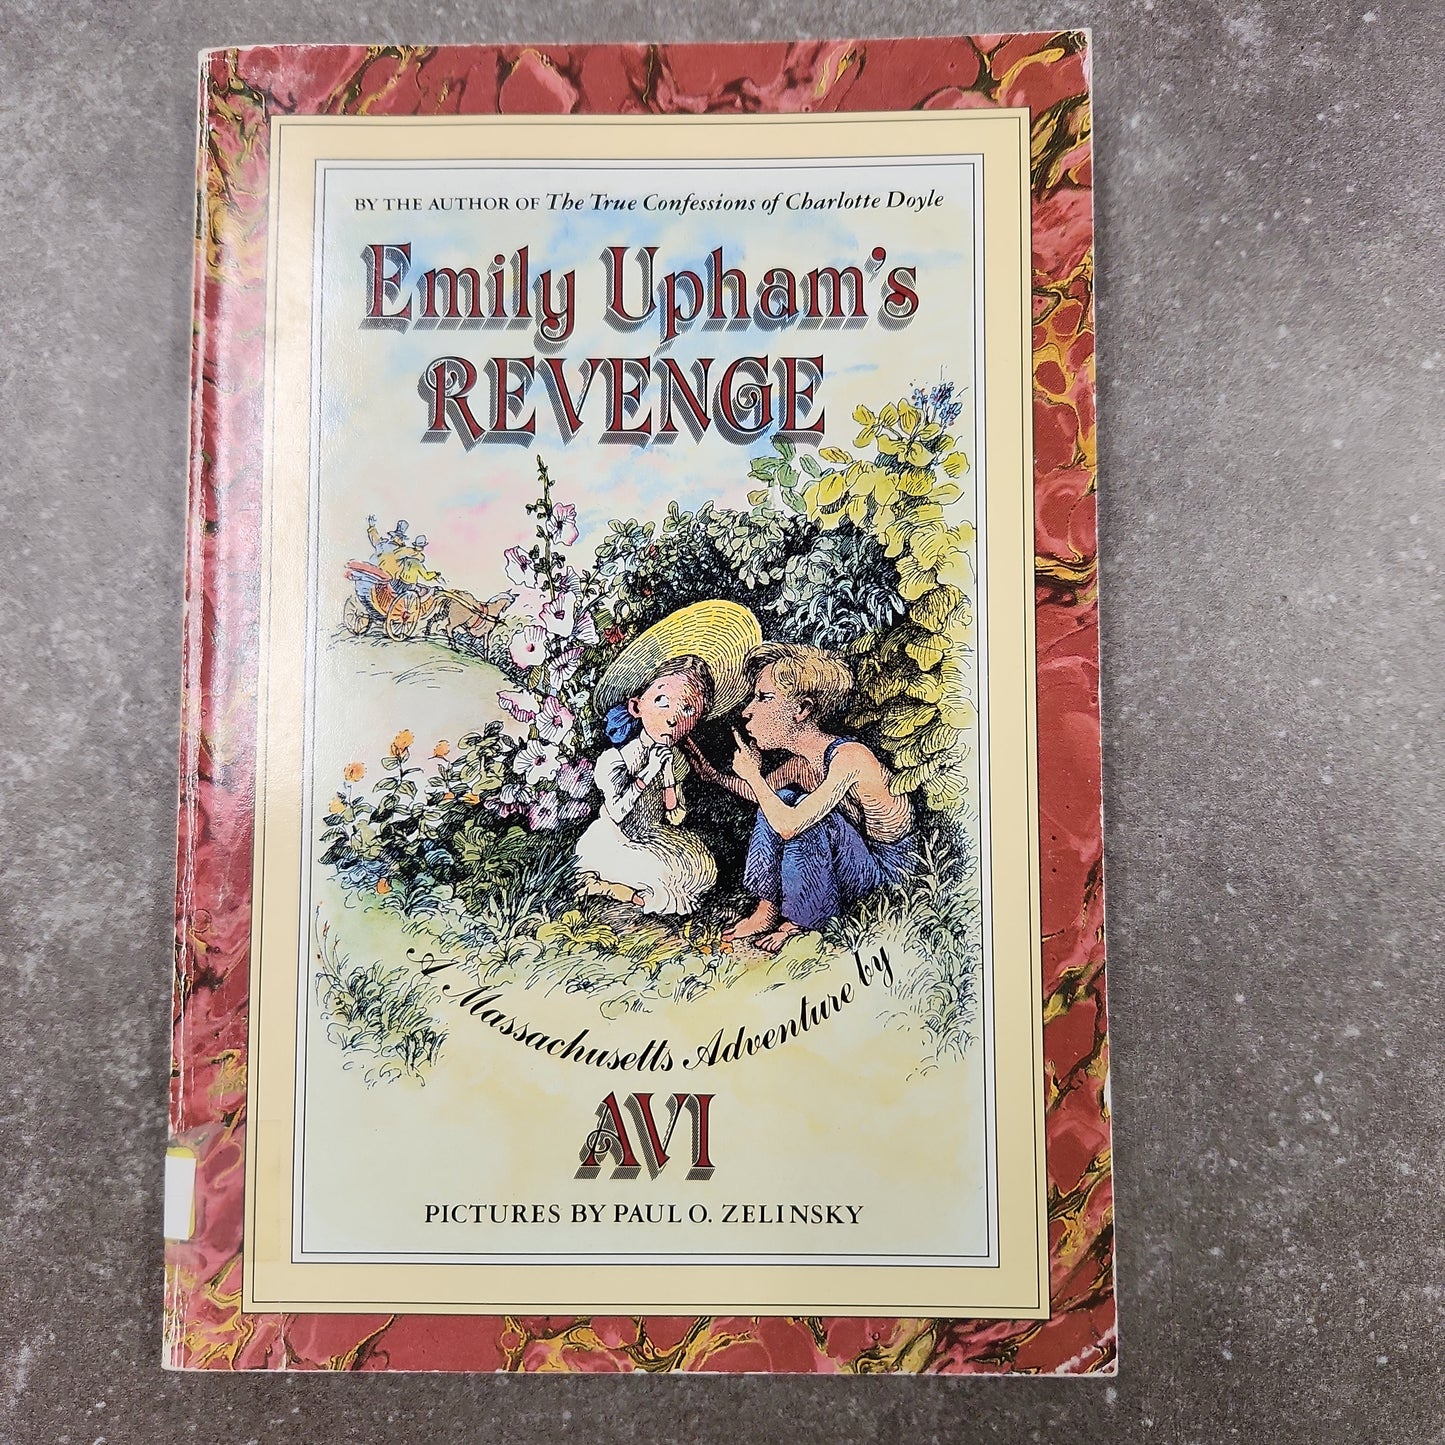 BY THE AUTHOR OF The True Confessions of Charlotte Doyle
Emily Upham's
REVENGE
A Massachusetts Adventure by
AVI
PICTURES BY PAUL O. ZELINSKY